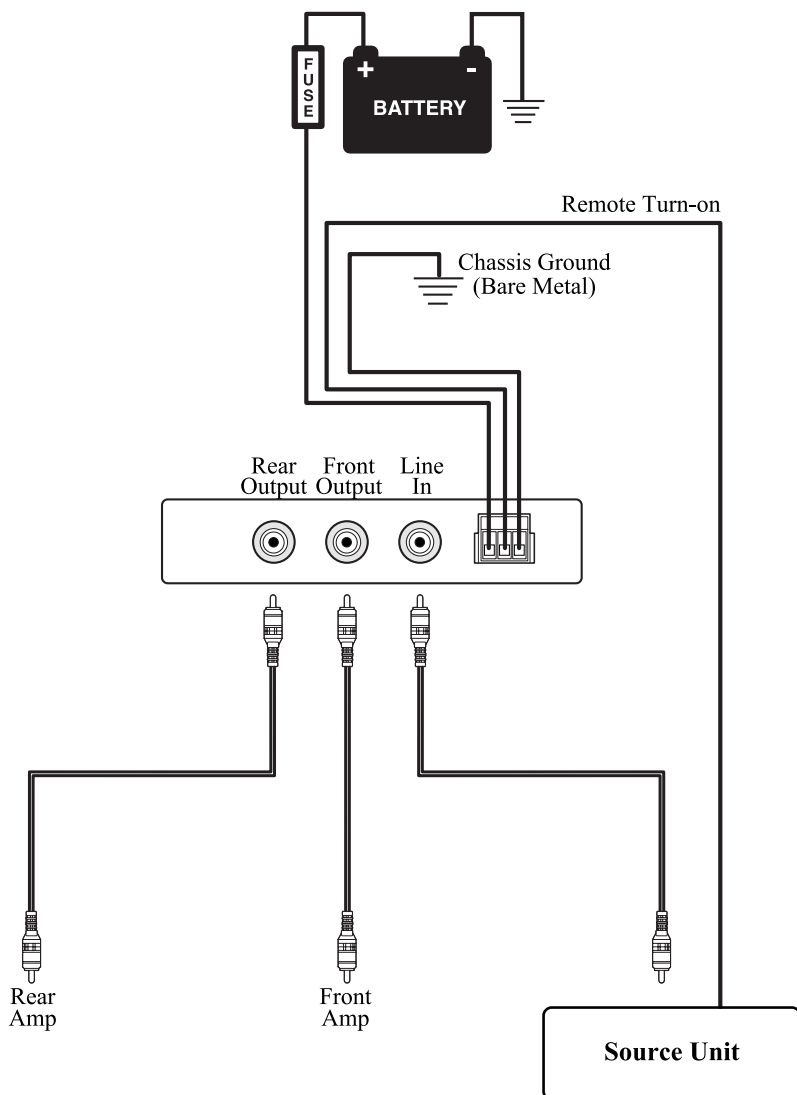 FUSE
+ -
BATTERY
Remote Turn-on
Chassis Ground
(Bare Metal)
Rear Front Line
Output Output In
Rear
Amp
Front
Amp
Source Unit